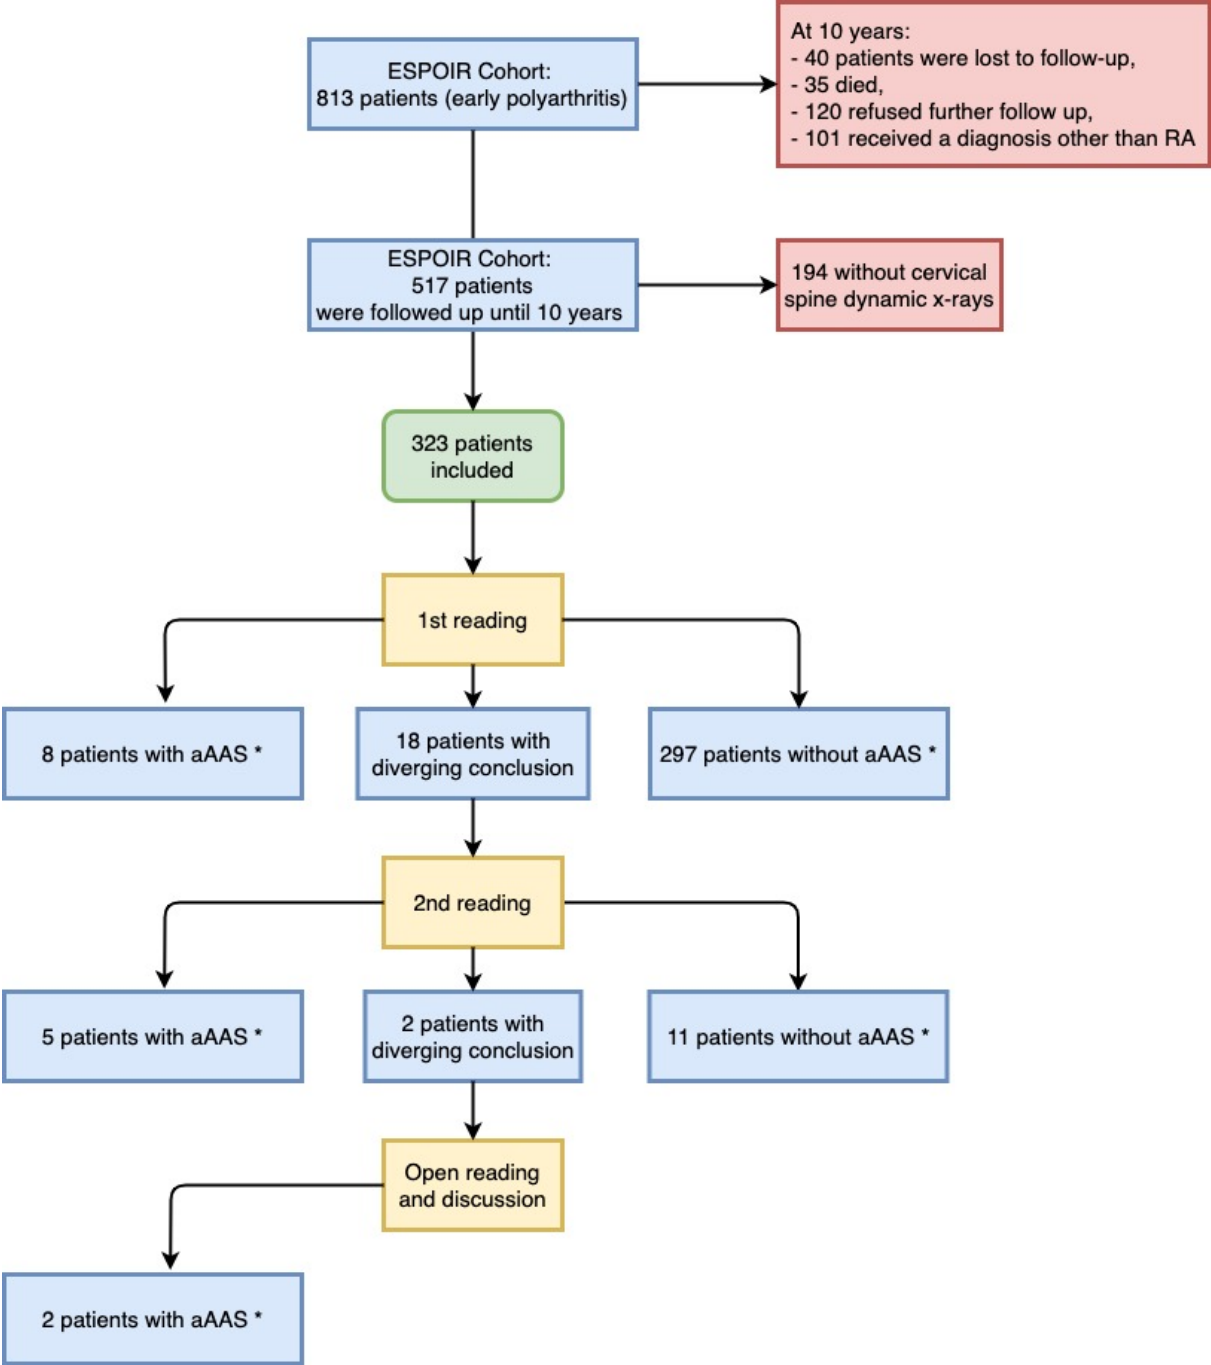 ESPOIR Cohort:
813 patients (early polyarthritis)
At 10 years:
- 40 patients were lost to follow-up,
- 35 died,
- 120 refused further follow up,
- 101 received a diagnosis other than RA
ESPOIR Cohort:
517 patients
were followed up until 10 years
194 without cervical
spine dynamic x-rays
323 patients
included
1st reading
8 patients with aAAS *
18 patients with
diverging conclusion
297 patients without aAAS *
2nd reading
5 patients with aAAS *
2 patients with
diverging conclusion
11 patients without aAAS *
Open reading
and discussion
2 patients with aAAS *